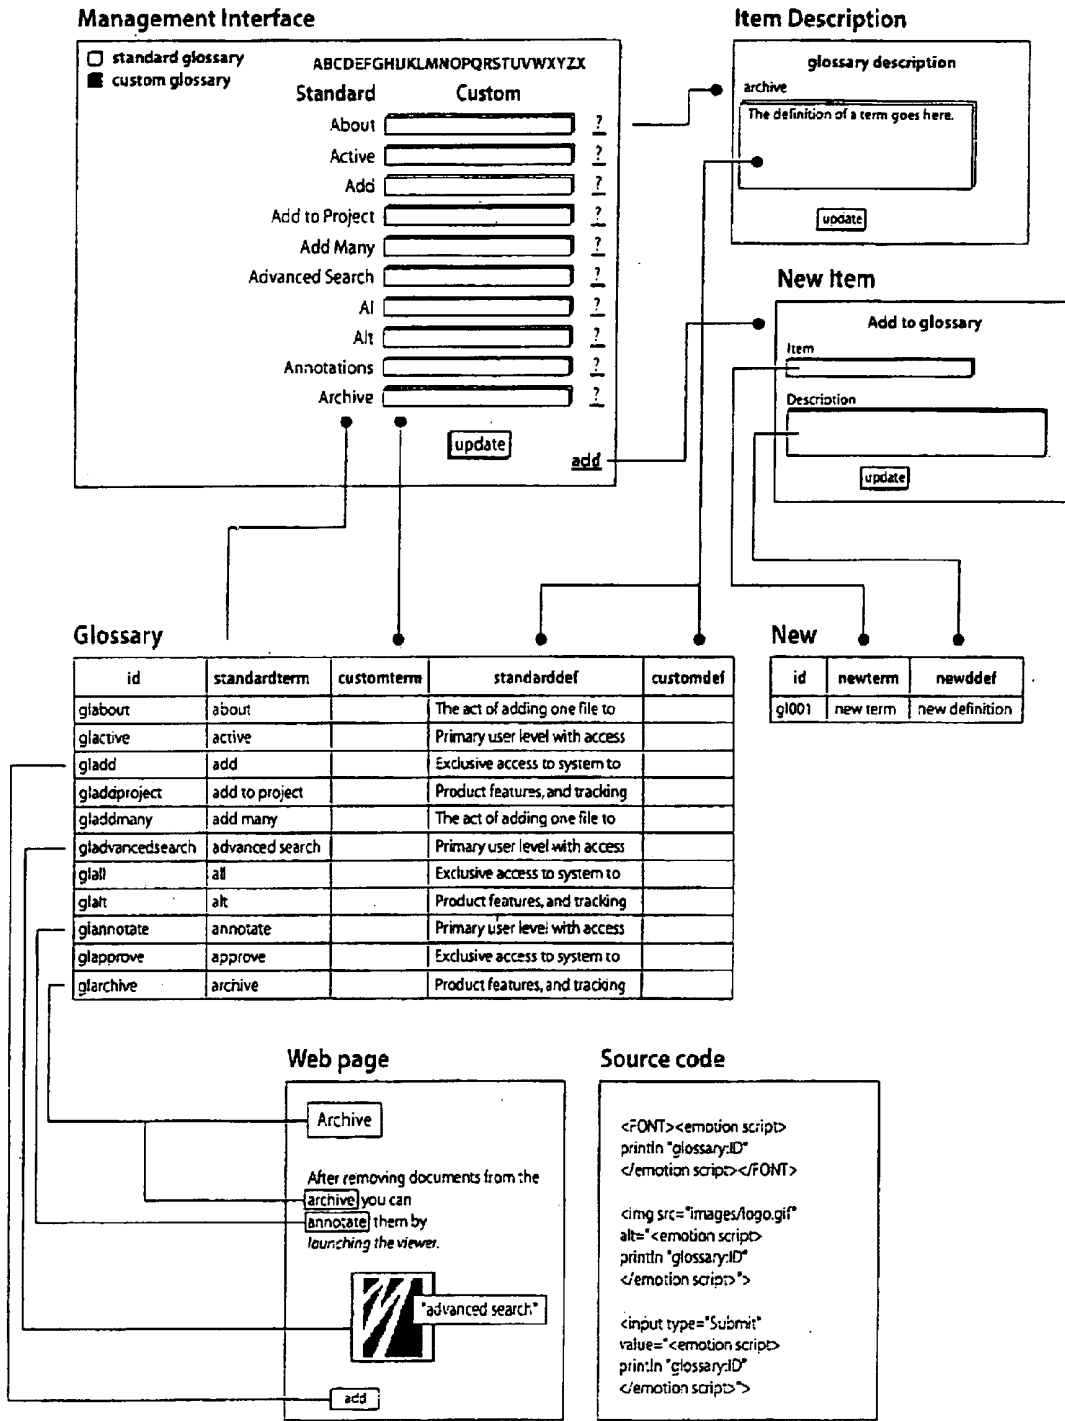 Management Interface
standard glossary
custom glossary
ABCDEFGHIJKLMNOPQRSTUVWXYZX
Standard Custom
About ?
Active ?
Add ?
Add to Project ?
Add Many ?
Advanced Search ?
Al ?
Alt ?
Annotations ?
Archive ?
update
add
Item Description
glossary description
archive
The definition of a term goes here.
update
New Item
Add to glossary
Item
Description
update
Glossary
id standardterm customterm standarddef customdef
glabout about The act of adding one file to
glactive active Primary user level with access
gladd add Exclusive access to system to
gladdproject add to project Product features, and tracking
gladdmany add many The act of adding one file to
gladvancedsearch advanced search Primary user level with access
glall all Exclusive access to system to
glalt alt Product features, and tracking
glannotate annotate Primary user level with access
glapprove approve Exclusive access to system to
glarchive archive Product features, and tracking
New
id newterm newddef
gl001 new term new definition
Web page
Archive
After removing documents from the
archive you can
annotate them by
launching the viewer.
"advanced search"
add
Source code
<FONT><emotion script>
println "glossary:ID"
</emotion script></FONT>
<img src="images/logo.gif"
alt="<emotion script>
println "glossary:ID"
</emotion script>">
<input type="Submit"
value="<emotion script>
println "glossary:ID"
</emotion script>">